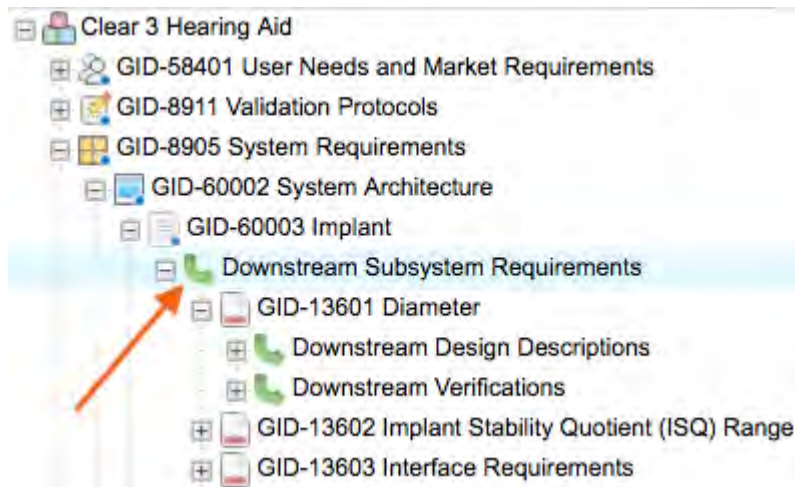 Clear 3 Hearing Aid
GID-58401 User Needs and Market Requirements
GID-8911 Validation Protocols
GID-8905 System Requirements
GID-60002 System Architecture
GID-60003 Implant
Downstream Subsystem Requirements
GID-13601 Diameter
Downstream Design Descriptions
Downstream Verifications
GID-13602 Implant Stability Quotient (ISQ) Range
GID-13603 Interface Requirements